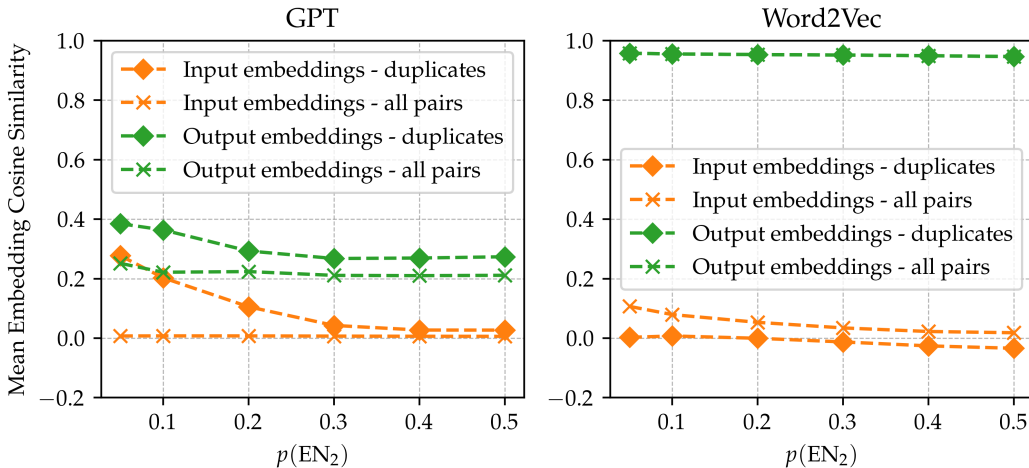 GPT
Word2Vec
Mean Embedding Cosine Similarity
1.0
0.8
0.6
0.4
0.2
0.0
−0.2
Input embeddings - duplicates
Input embeddings - all pairs
Output embeddings - duplicates
Output embeddings - all pairs
0.1 0.2 0.3 0.4 0.5
p(EN₂)
1.0
0.8
0.6
0.4
0.2
0.0
−0.2
Input embeddings - duplicates
Input embeddings - all pairs
Output embeddings - duplicates
Output embeddings - all pairs
0.1 0.2 0.3 0.4 0.5
p(EN₂)